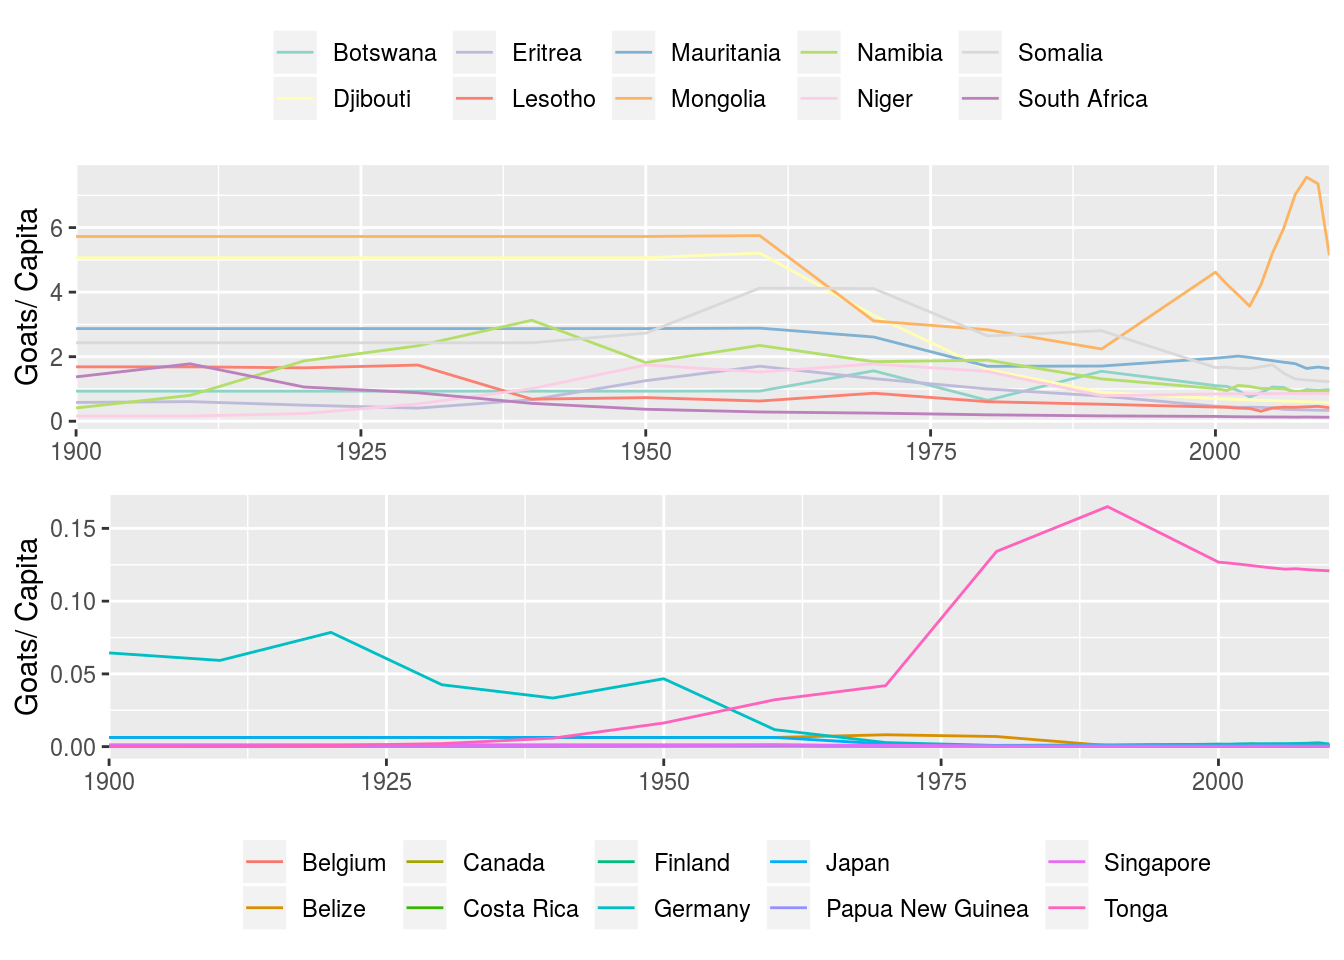 Botswana Eritrea Mauritania Namibia Somalia
Djibouti Lesotho Mongolia Niger South Africa
Goats/ Capita
6
4
2
0
1900 1925 1950 1975 2000
Goats/ Capita
0.15
0.10
0.05
0.00
1900 1925 1950 1975 2000
Belgium Canada Finland Japan Singapore
Belize Costa Rica Germany Papua New Guinea Tonga